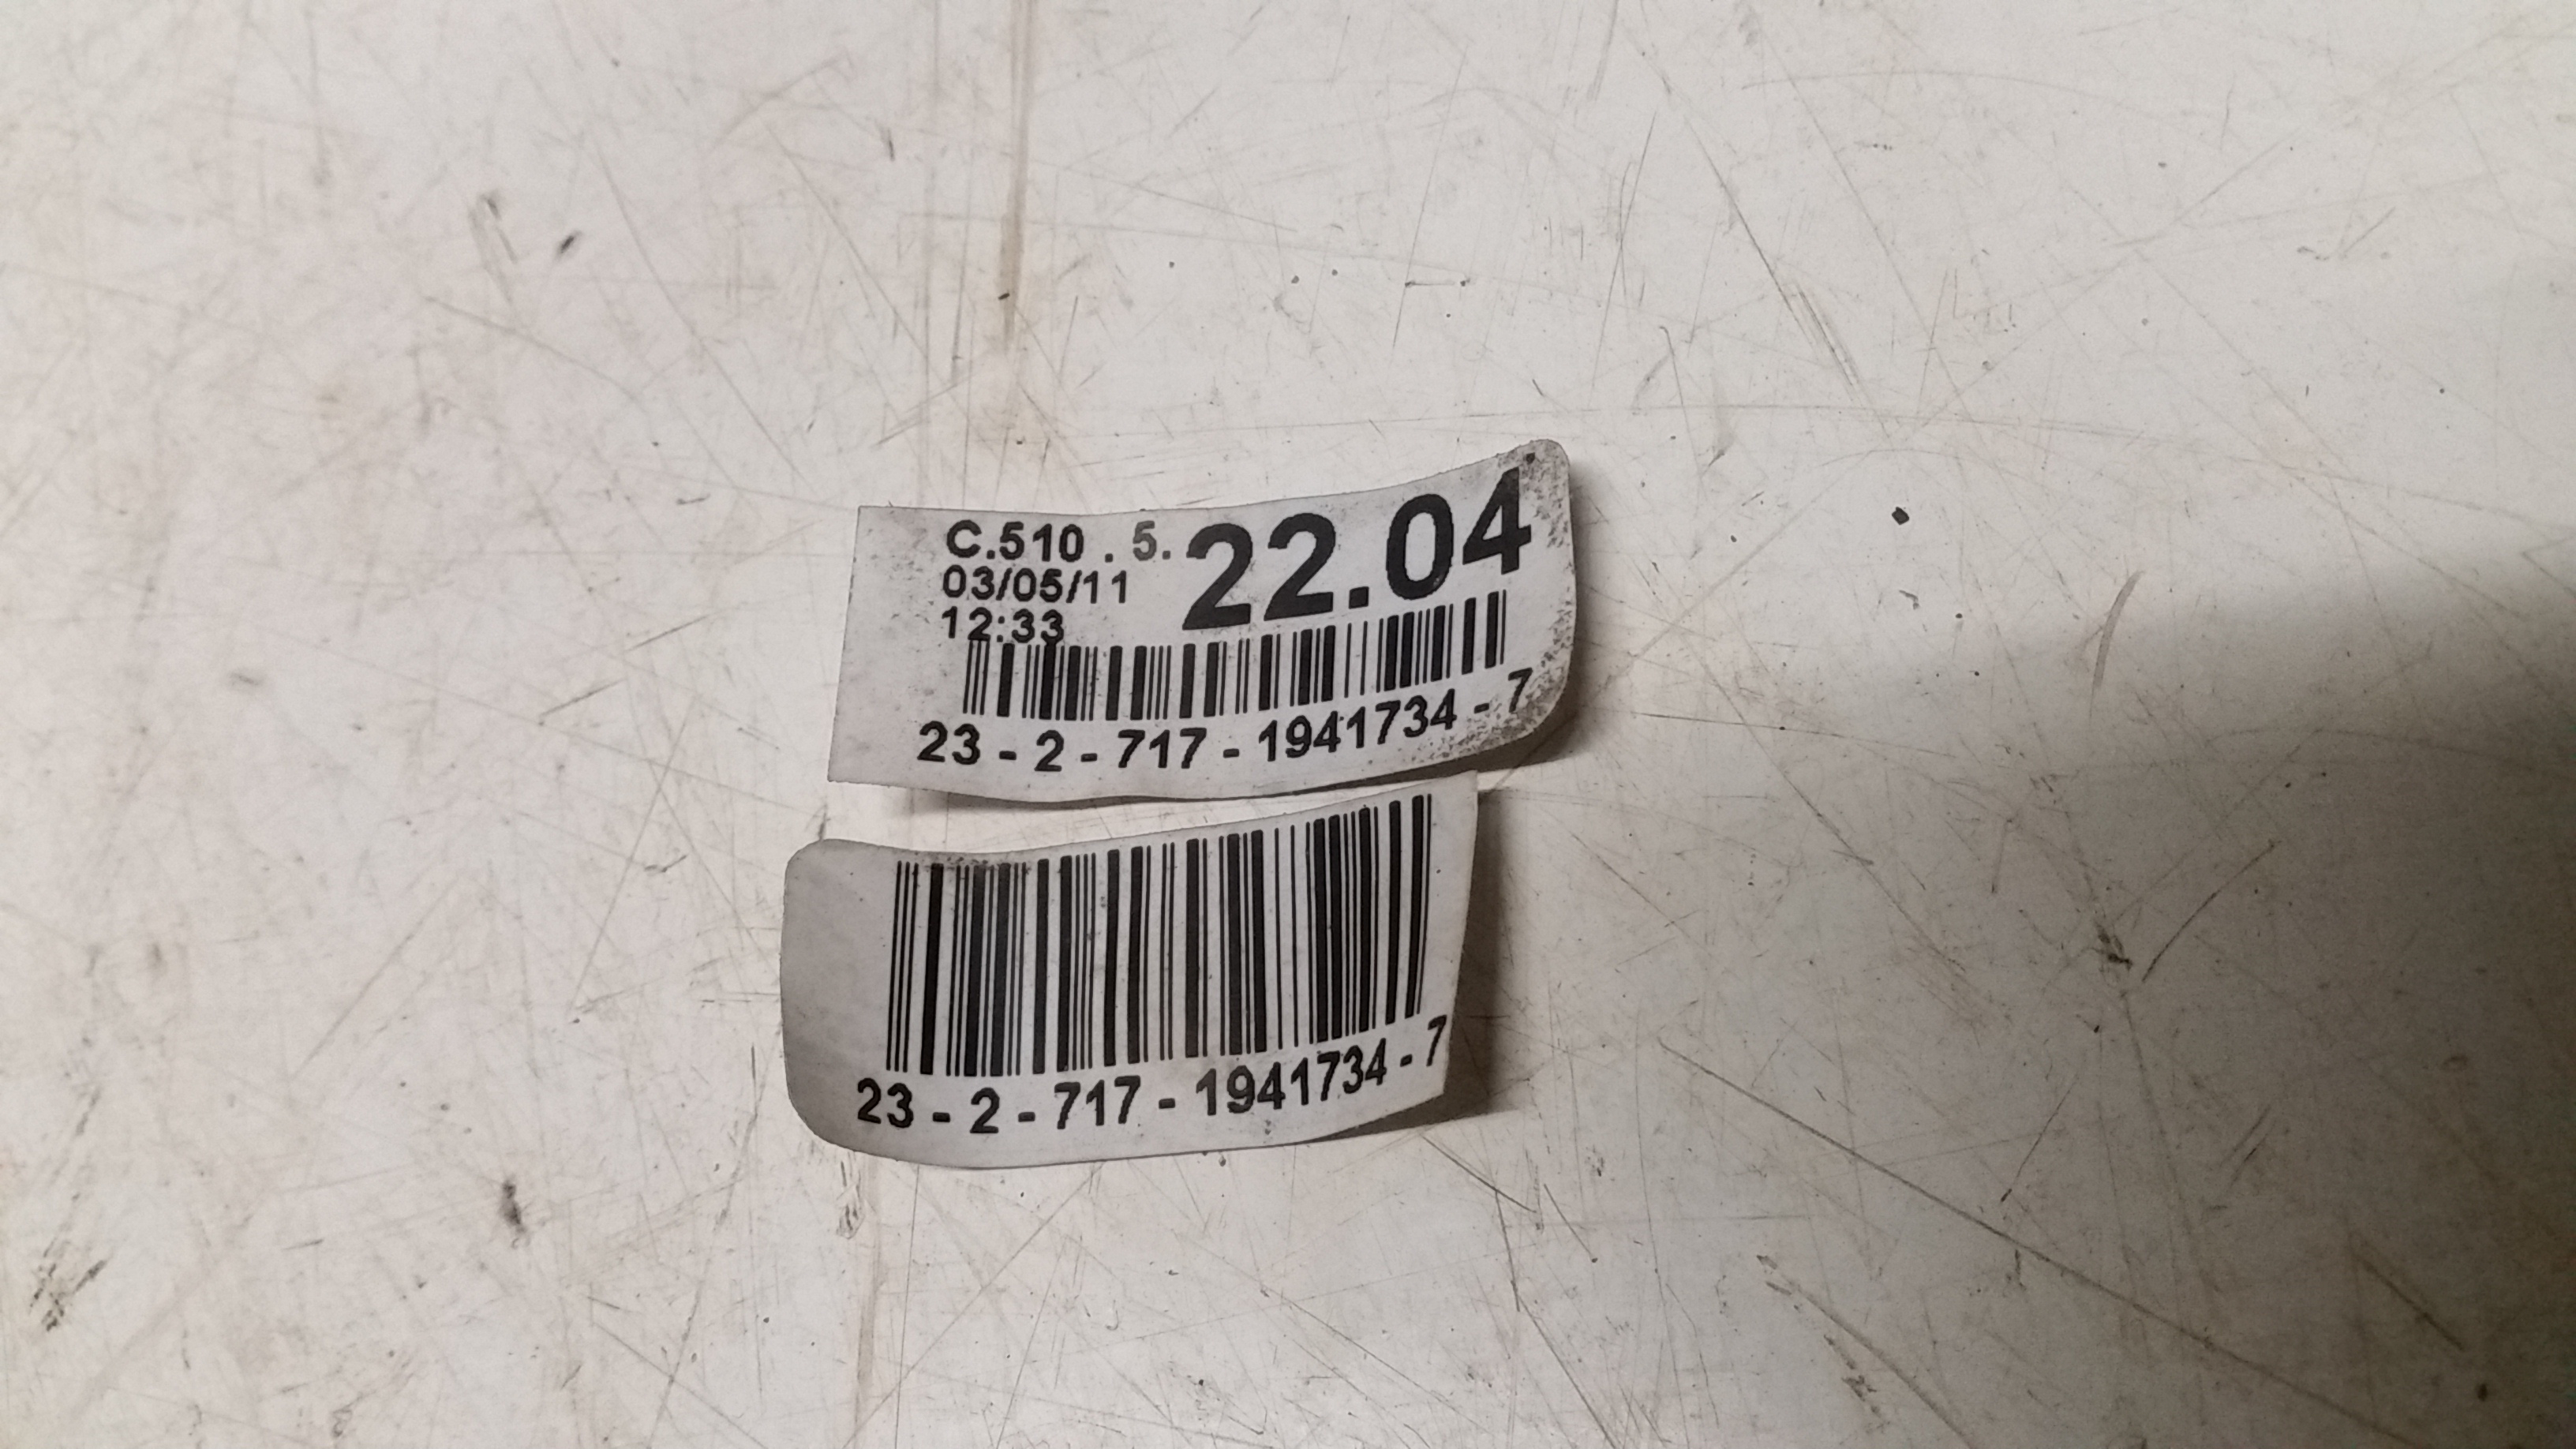 C.510 . 5. 22.04
03/05/11
12:33
23 - 2 - 717 - 1941734 - 7
23 - 2 - 717 - 1941734 - 7